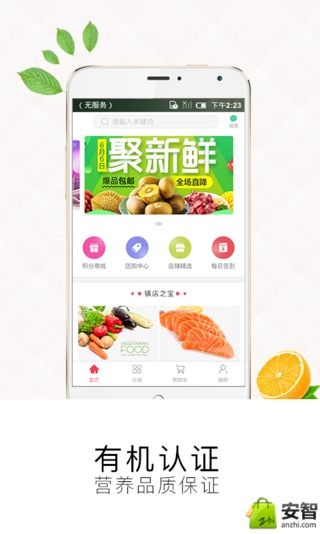 （无服务） 下午2:23
请输入关键词 消息
6月6日
聚新鲜
爆品包邮 全场直降
积分商城 团购中心 店铺精选 每日签到
镇店之宝
VEGETARIAN
FOOD
首页 分类 购物车 我的
有机认证
营养品质保证
zhi 安智
anzhi.com